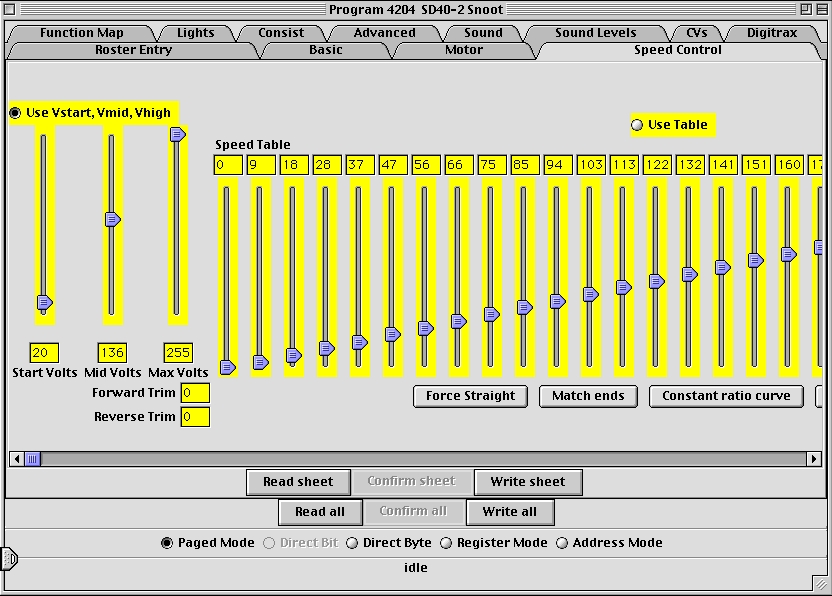 Program 4204 SD40-2 Snoot
Function Map Lights Consist Advanced Sound Sound Levels CVs Digitrax
Roster Entry Basic Motor Speed Control
Use Vstart, Vmid, Vhigh
Use Table
Speed Table
0 9 18 28 37 47 56 66 75 85 94 103 113 122 132 141 151 160
20 136 255
Start Volts Mid Volts Max Volts
Forward Trim 0
Force Straight Match ends Constant ratio curve
Reverse Trim 0
Read sheet Confirm sheet Write sheet
Read all Confirm all Write all
Paged Mode Direct Bit Direct Byte Register Mode Address Mode
idle